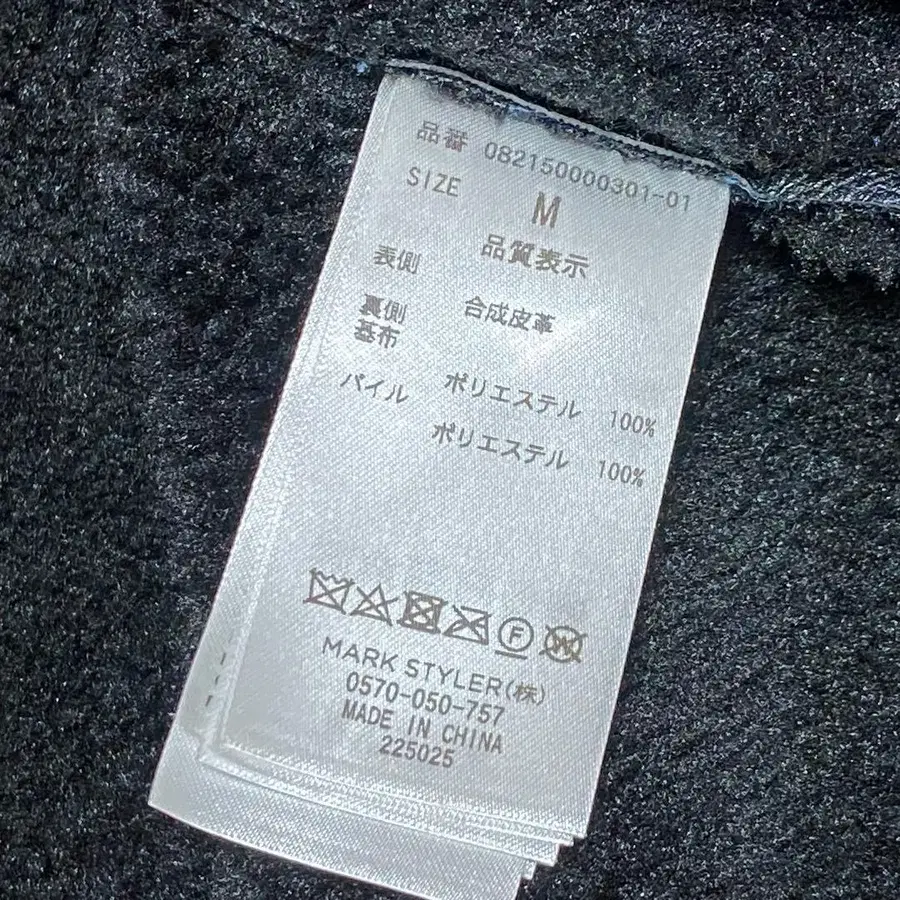 品番 082150000301-01
SIZE M
品質表示
表側 合成皮革
裏側
基布 ポリエステル 100%
パイル ポリエステル 100%
F W
MARK STYLER(株)
0570-050-757
MADE IN CHINA
225025